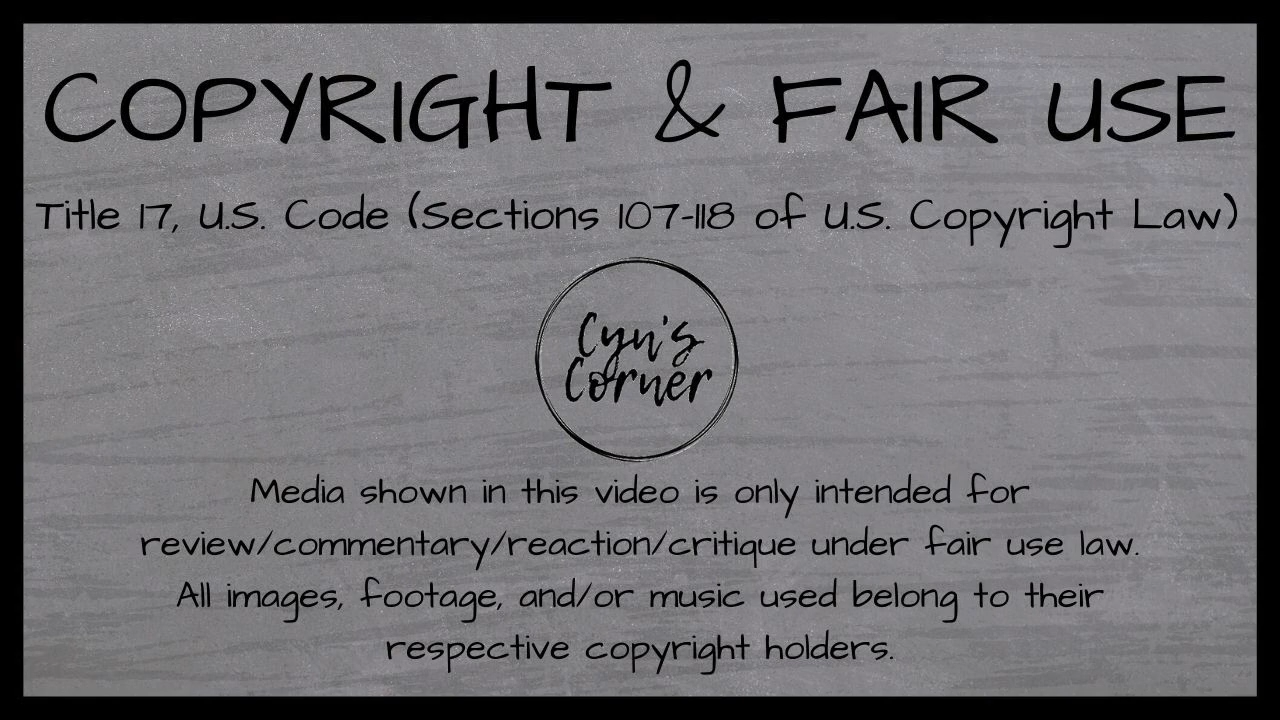 COPYRIGHT & FAIR USE
Title 17, U.S. Code (Sections 107-118 of U.S. Copyright Law)
Cyn's
Corner
Media shown in this video is only intended for
review/commentary/reaction/critique under fair use law.
All images, footage, and/or music used belong to their
respective copyright holders.